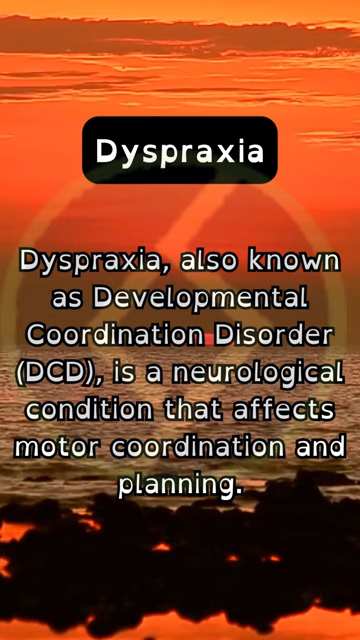 Dyspraxia
Dyspraxia, also known
as Developmental
Coordination Disorder
(DCD), is a neurological
condition that affects
motor coordination and
planning.